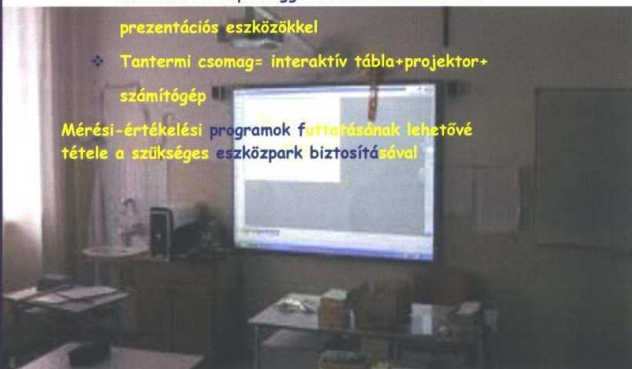 prezentációs eszközökkel
❖ Tantermi csomag= interaktív tábla+projektor+
számítógép
Mérési-értékelési programok futtatásának lehetővé
tétele a szükséges eszközpark biztosításával